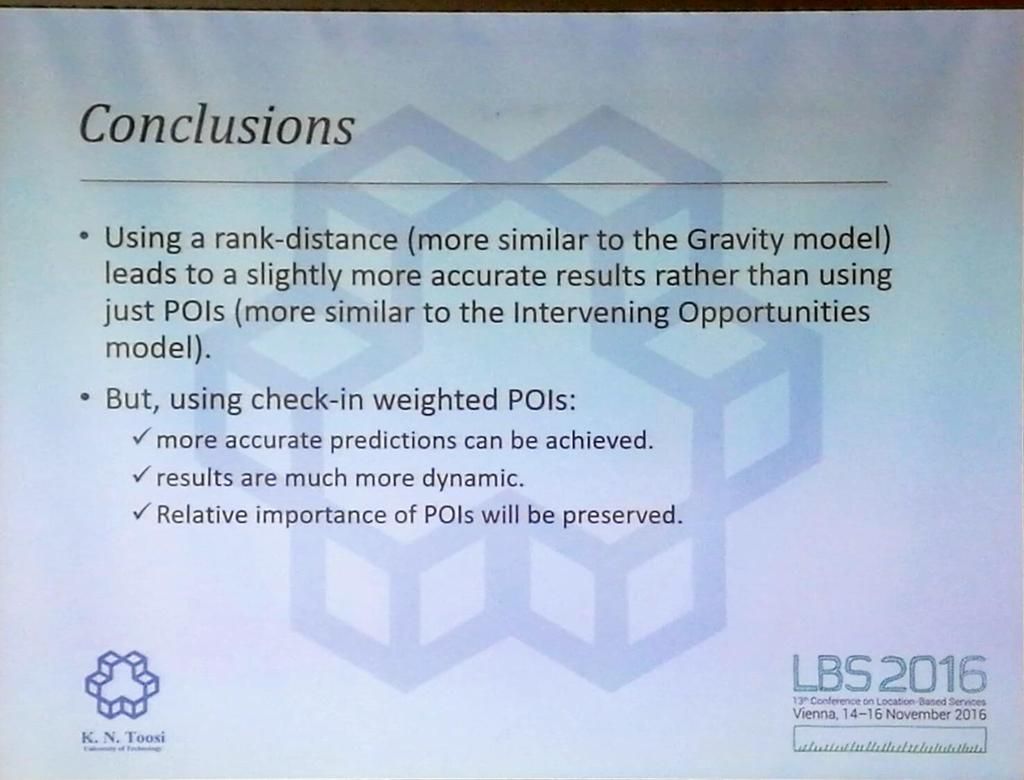 Conclusions
• Using a rank-distance (more similar to the Gravity model)
leads to a slightly more accurate results rather than using
just POIs (more similar to the Intervening Opportunities
model).
• But, using check-in weighted POIs:
✓ more accurate predictions can be achieved.
✓ results are much more dynamic.
✓ Relative importance of POIs will be preserved.
K. N. Toosi
University of Technology
LBS 2016
13th Conference on Location-Based Services
Vienna, 14–16 November 2016